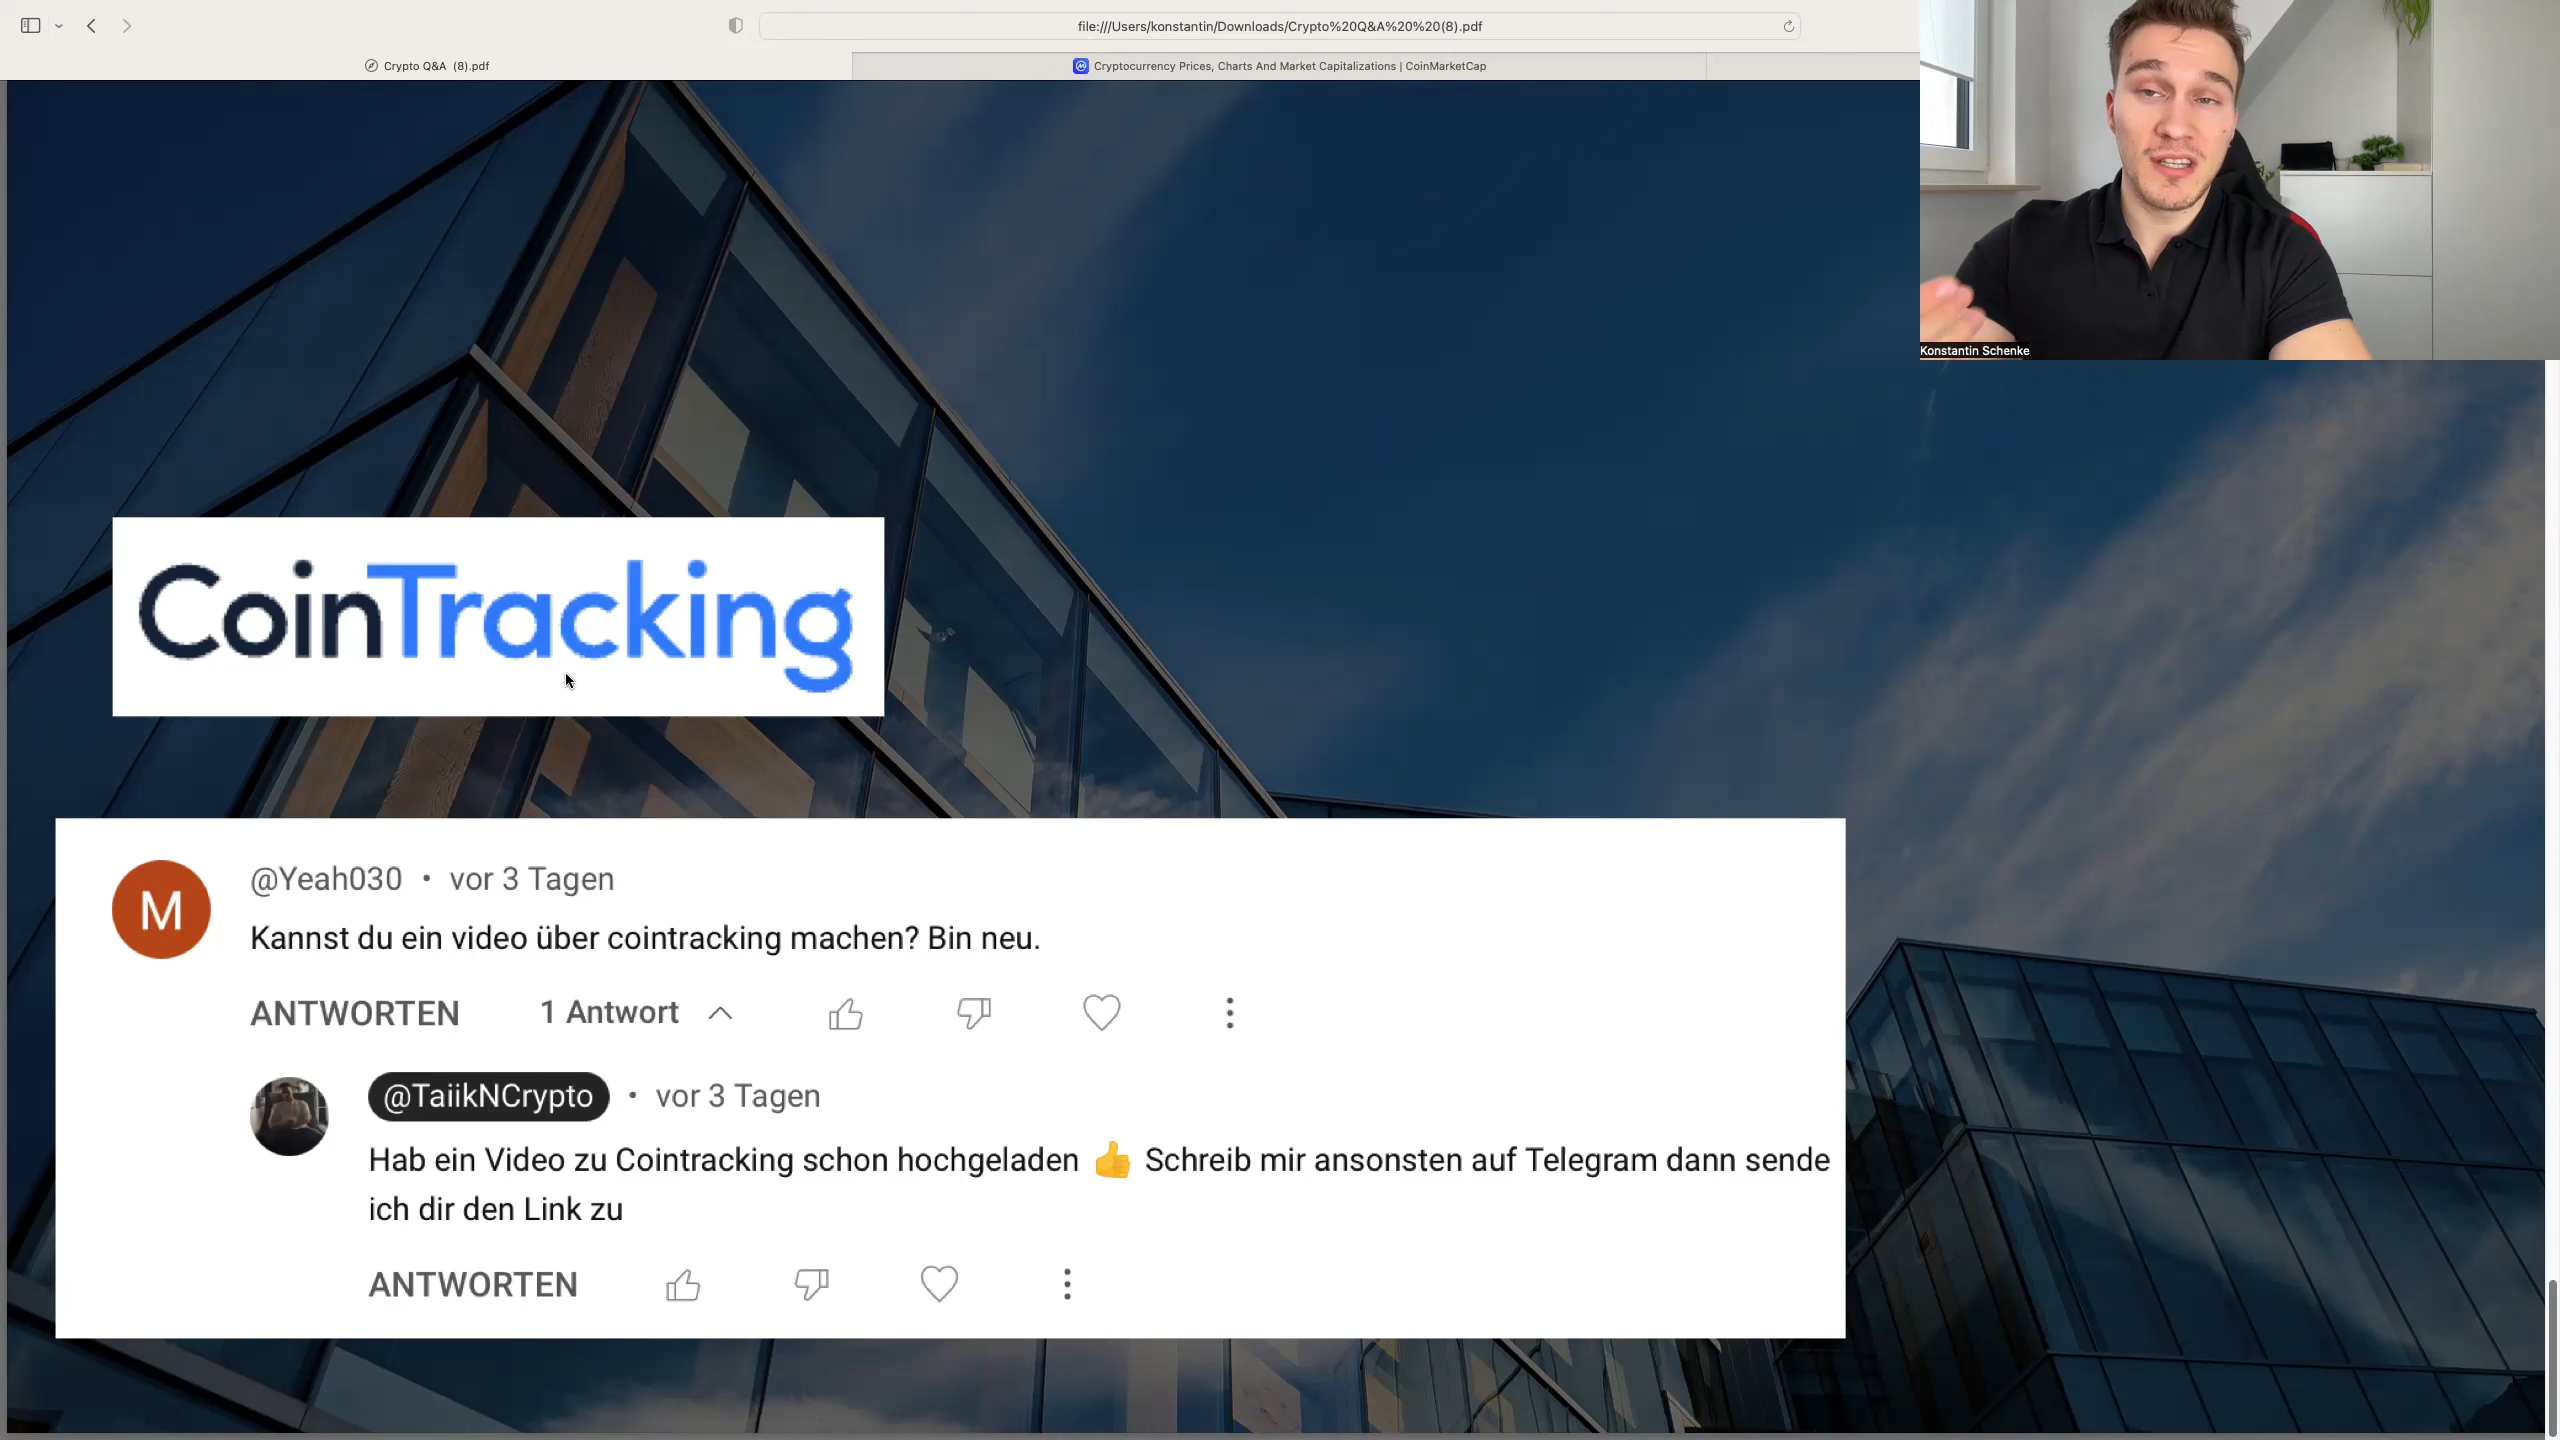 file:///Users/konstantin/Downloads/Crypto%20Q&A%20%20(8).pdf
Crypto Q&A (8).pdf
Cryptocurrency Prices, Charts And Market Capitalizations | CoinMarketCap
Konstantin Schenke
CoinTracking
M
@Yeah030 • vor 3 Tagen
Kannst du ein video über cointracking machen? Bin neu.
ANTWORTEN 1 Antwort
@TaiikNCrypto • vor 3 Tagen
Hab ein Video zu Cointracking schon hochgeladen 👍 Schreib mir ansonsten auf Telegram dann sende
ich dir den Link zu
ANTWORTEN